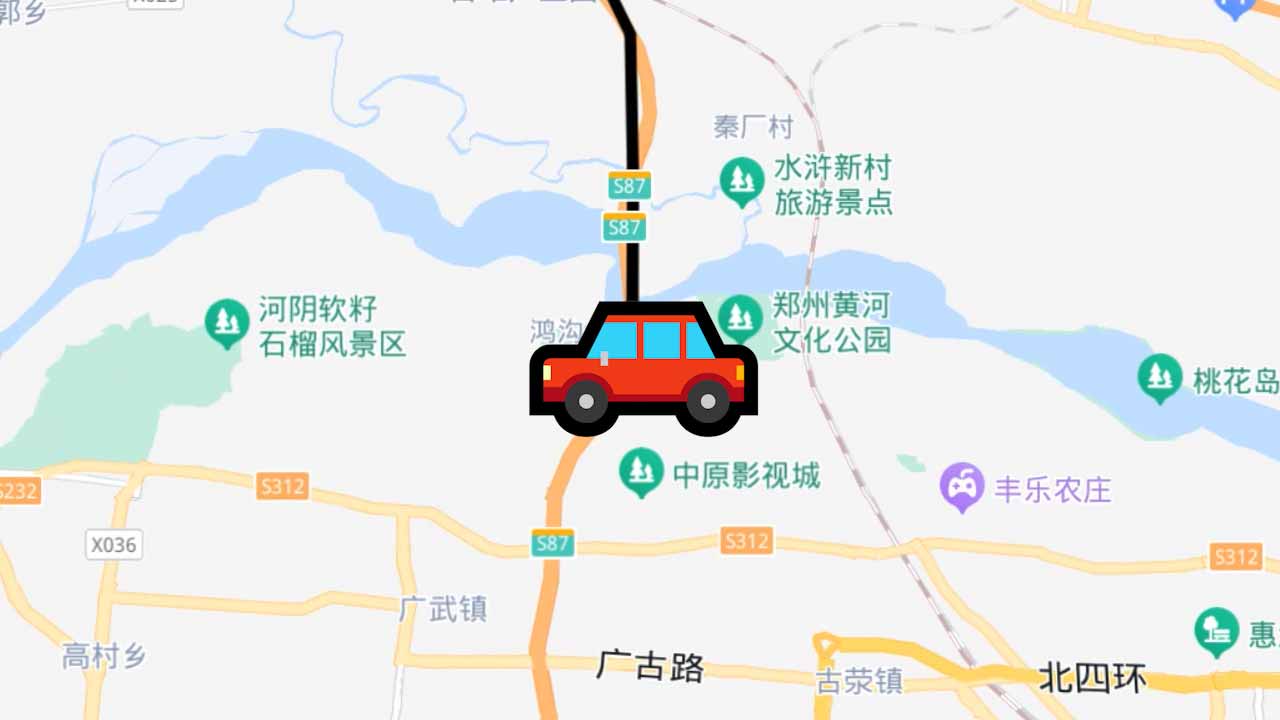 郭乡
秦厂村
水浒新村
旅游景点
S87
S87
河阴软籽
石榴风景区
鸿沟
郑州黄河
文化公园
桃花岛
中原影视城
S232
S312
丰乐农庄
X036
S87
S312
S312
广武镇
高村乡
广古路
古荥镇
北四环
惠